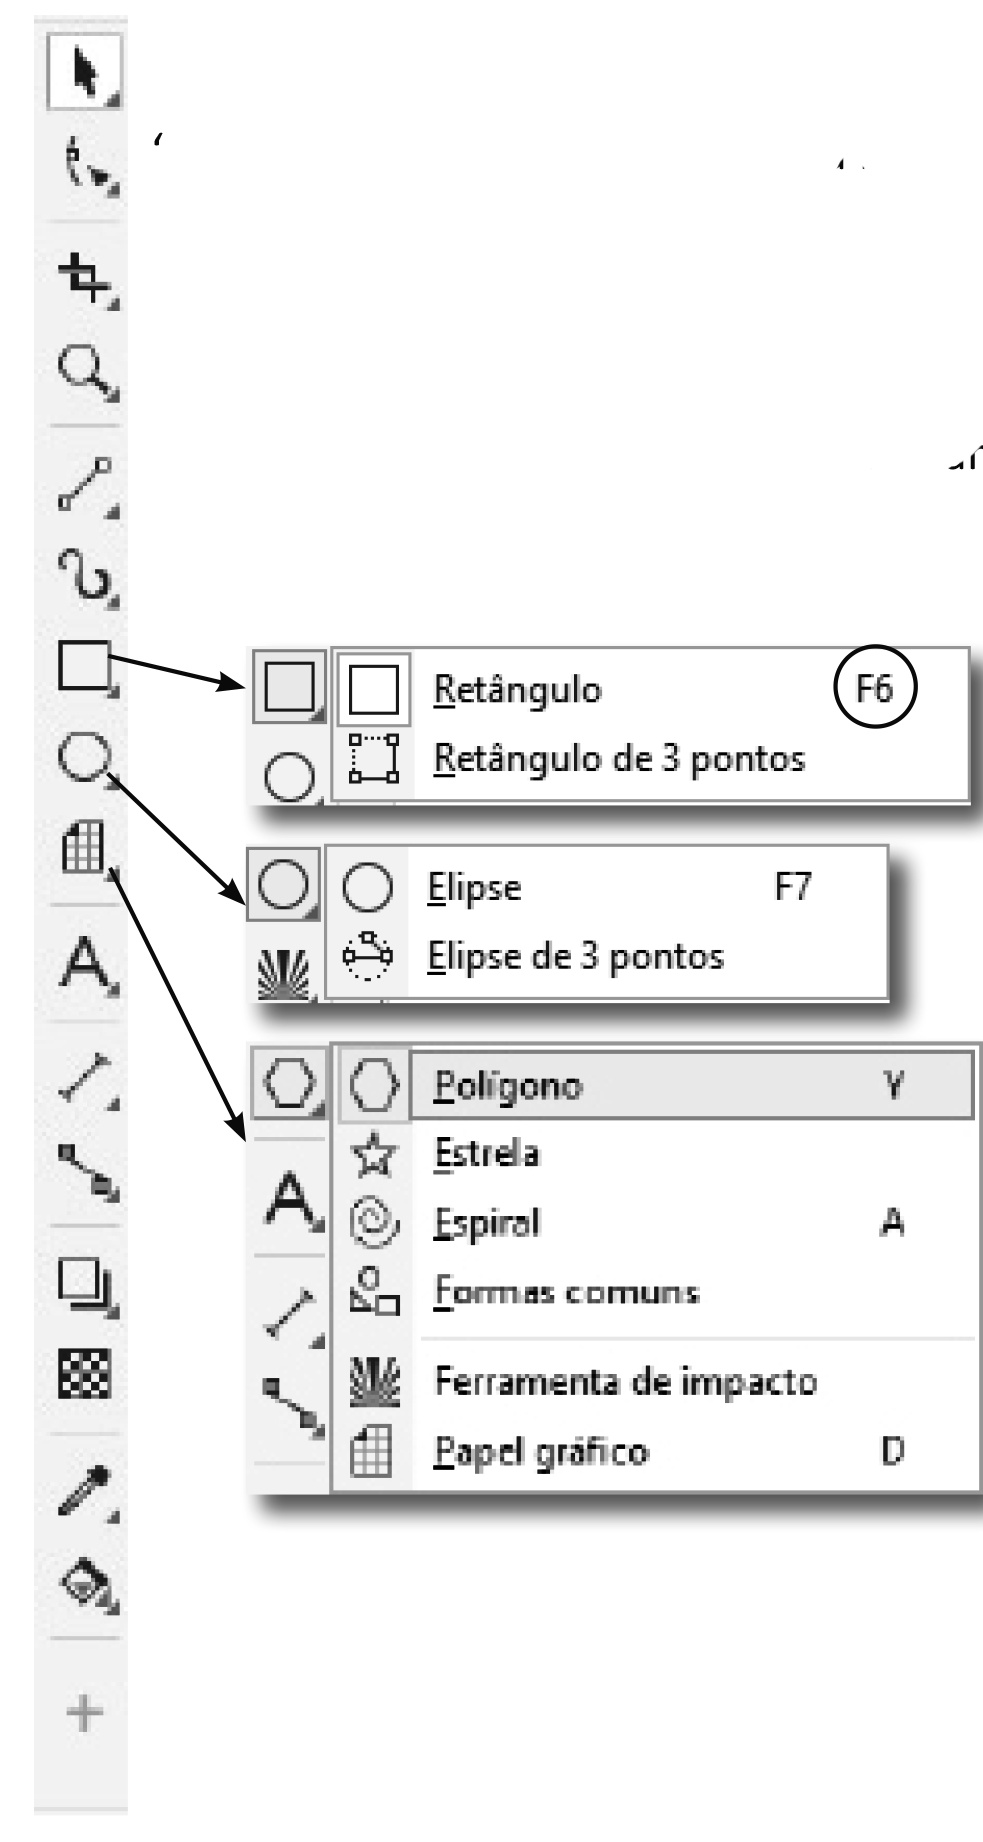 Retângulo F6
Retângulo de 3 pontos
Elipse F7
Elipse de 3 pontos
Polígono Y
A
Estrela
Espiral A
Formas comuns
Ferramenta de impacto
Papel gráfico D